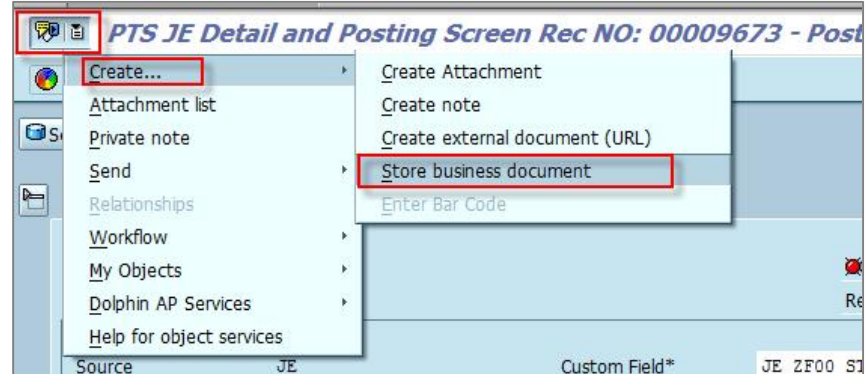 PTS JE Detail and Posting Screen Rec NO: 00009673 - Post
Create...
Attachment list
Private note
Send
Relationships
Workflow
My Objects
Dolphin AP Services
Help for object services
Create Attachment
Create note
Create external document (URL)
Store business document
Enter Bar Code
Source JE Custom Field* JE ZF00